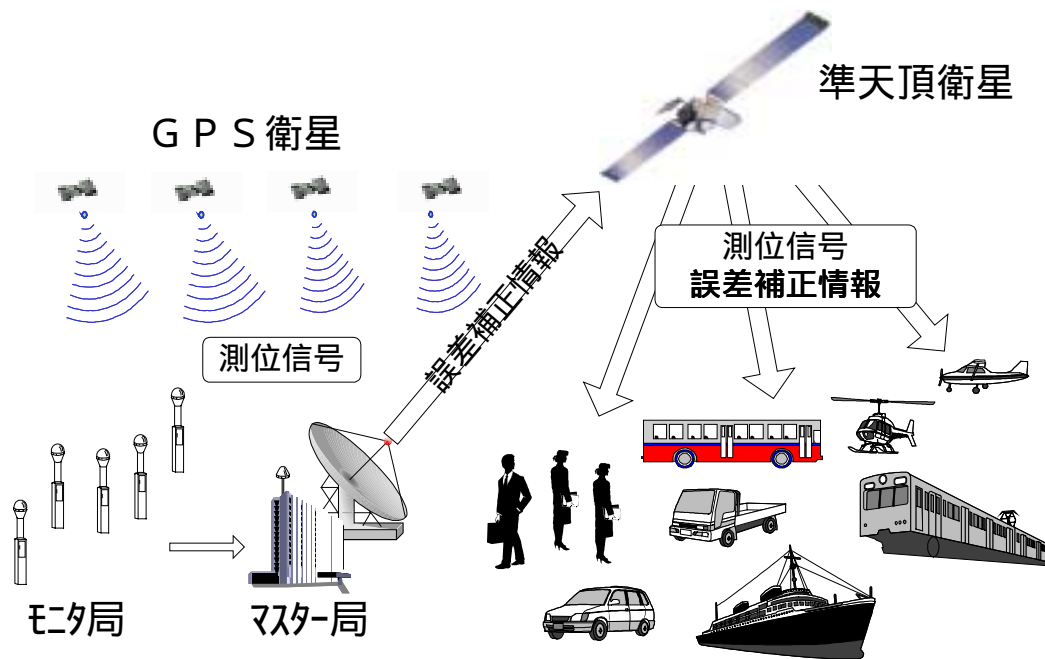 準天頂衛星
ＧＰＳ衛星
測位信号
誤差補正情報
誤差補正情報
測位信号
ﾓﾆﾀ局
ﾏｽﾀｰ局